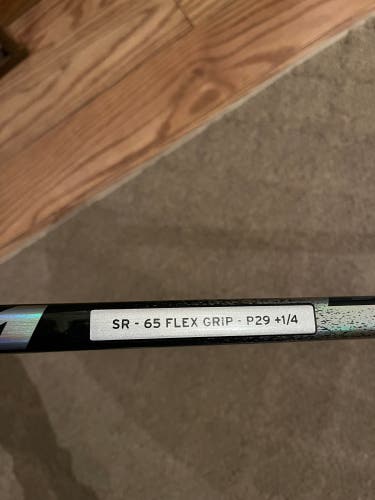 SR - 65 FLEX GRIP - P29 +1/4